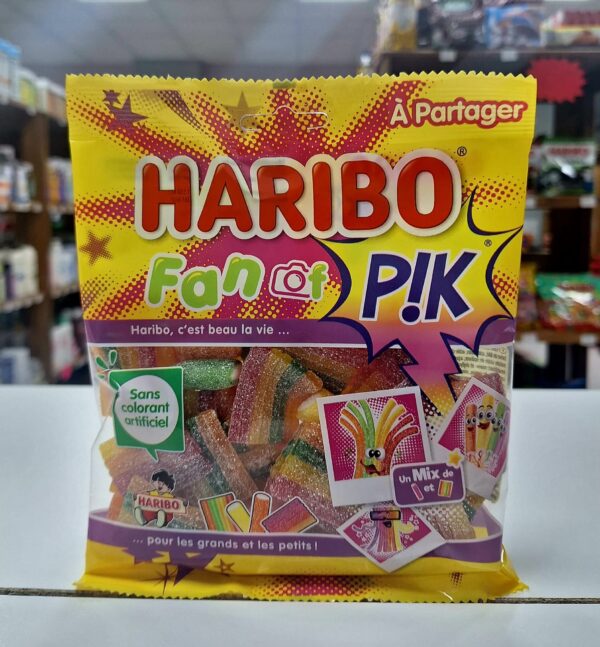 À Partager
HARIBO®
Fan of P!K®
Haribo, c'est beau la vie ...
Sans
colorant
artificiel
Un Mix de
et
HARIBO
... pour les grands et les petits !